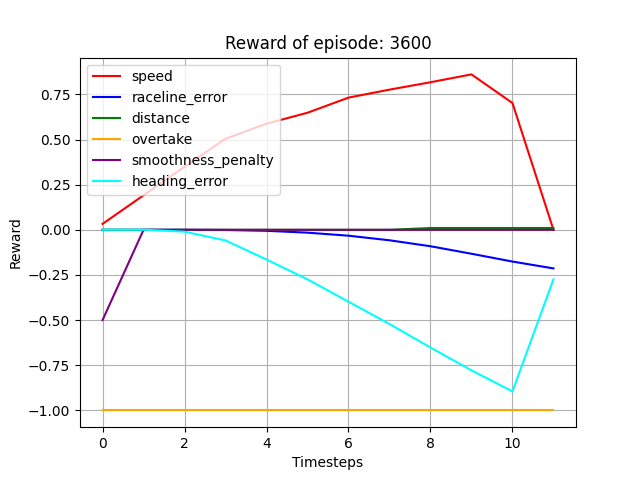 Reward of episode: 3600
speed
raceline_error
distance
overtake
smoothness_penalty
heading_error
0.75
0.50
0.25
0.00
−0.25
−0.50
−0.75
−1.00
Reward
0 2 4 6 8 10
Timesteps